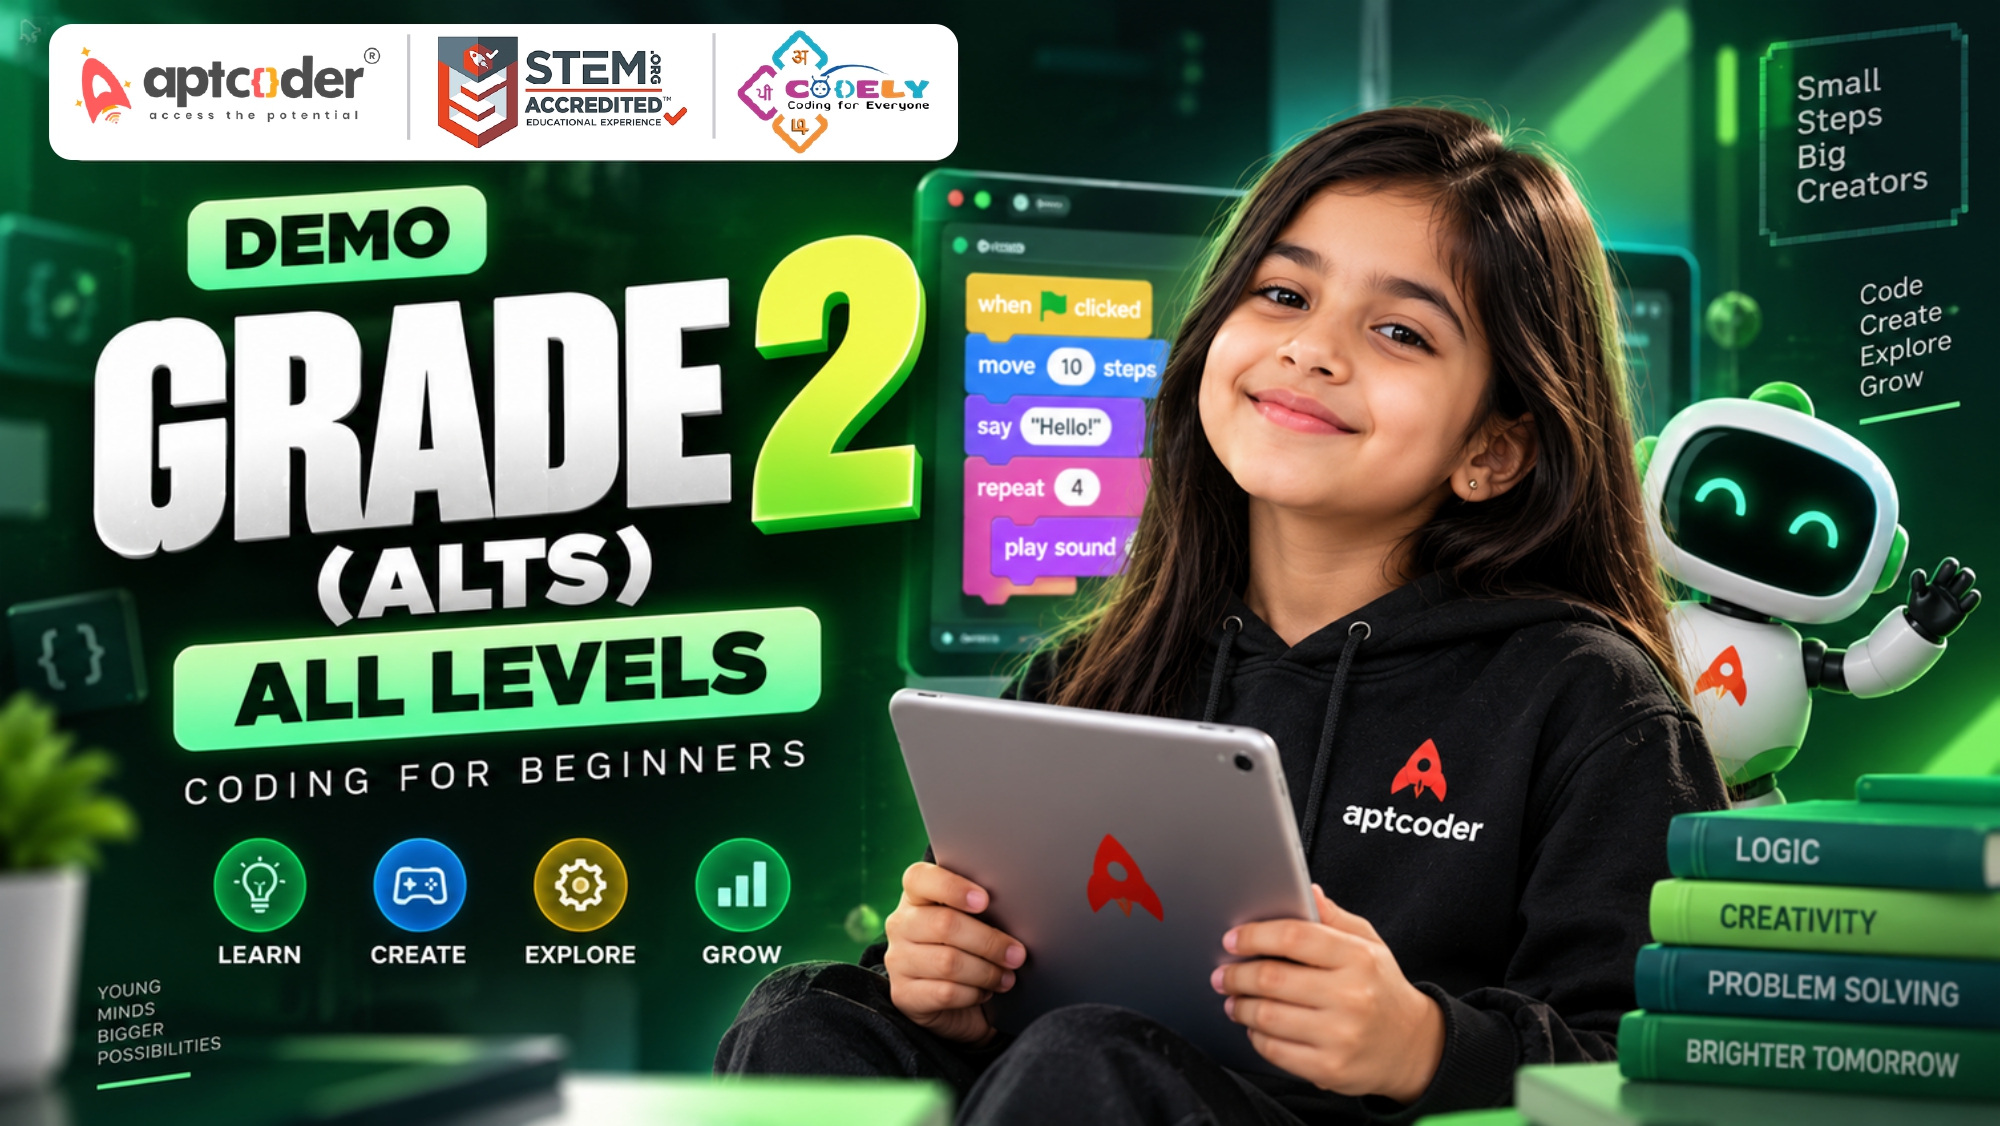 aptcoder ®
access the potential
STEM.ORG
ACCREDITED™
EDUCATIONAL EXPERIENCE
अ
पी
CODELY
Coding for Everyone
DEMO
GRADE 2
(ALTS)
ALL LEVELS
CODING FOR BEGINNERS
LEARN
CREATE
EXPLORE
GROW
YOUNG
MINDS
BIGGER
POSSIBILITIES
{ }
when clicked
move 10 steps
say "Hello!"
repeat 4
play sound
Small
Steps
Big
Creators
Code
Create
Explore
Grow
aptcoder
LOGIC
CREATIVITY
PROBLEM SOLVING
BRIGHTER TOMORROW